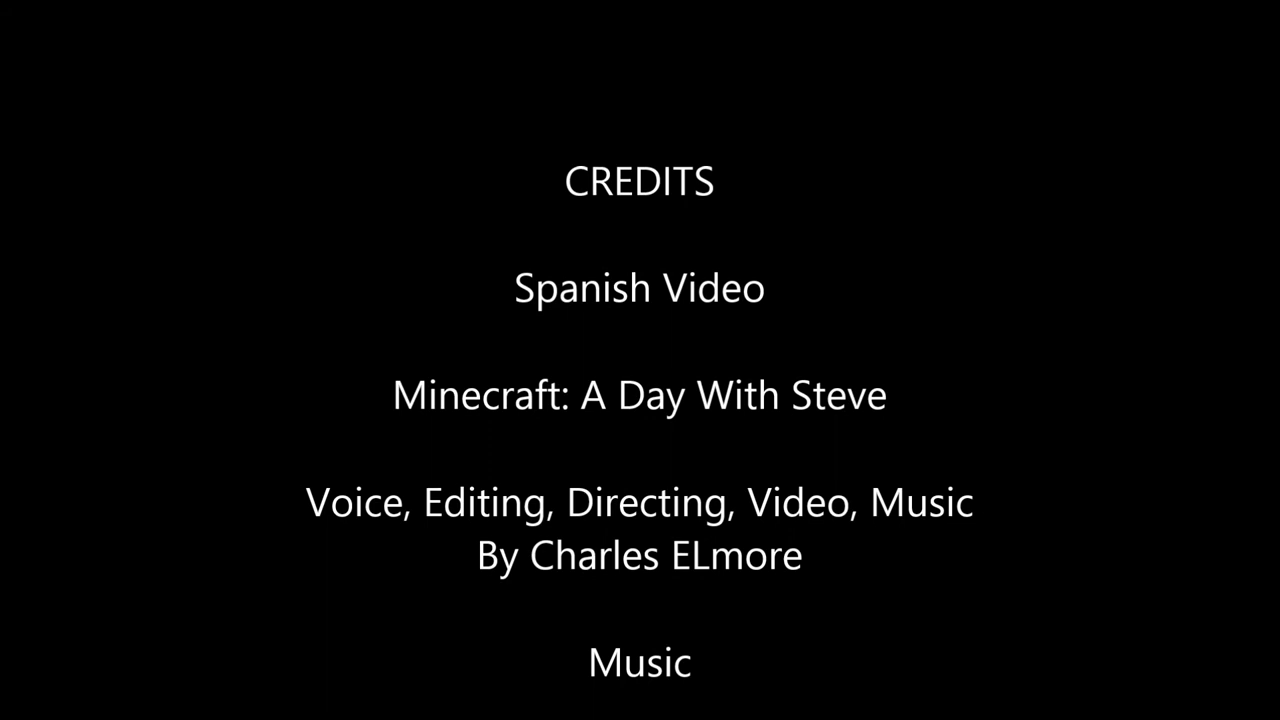 CREDITS
Spanish Video
Minecraft: A Day With Steve
Voice, Editing, Directing, Video, Music
By Charles ELmore
Music